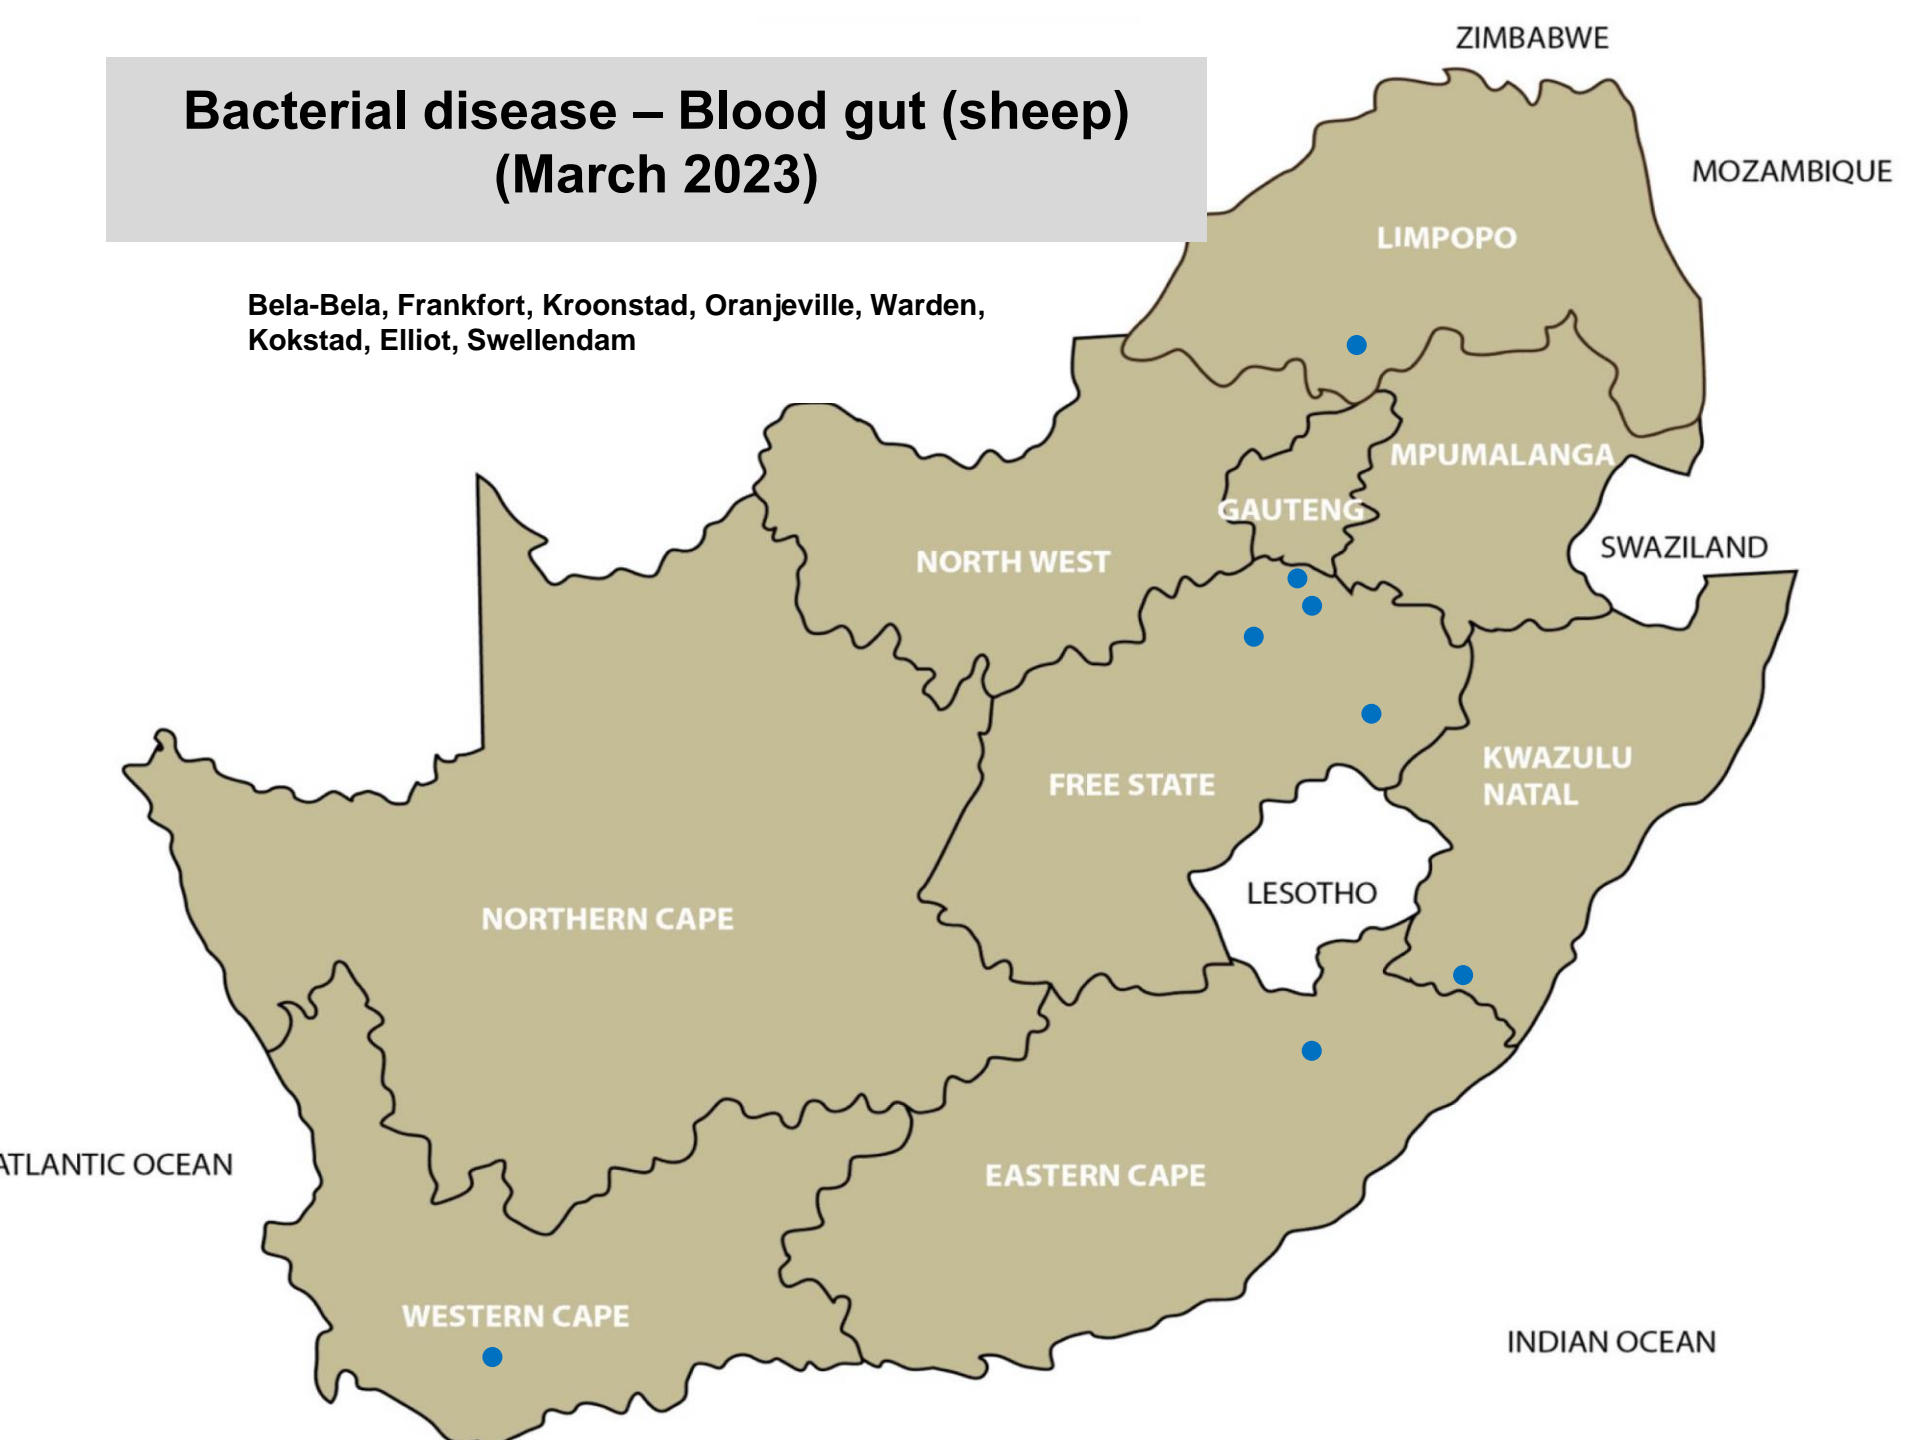 ZIMBABWE
Bacterial disease – Blood gut (sheep)
(March 2023)
MOZAMBIQUE
LIMPOPO
Bela-Bela, Frankfort, Kroonstad, Oranjeville, Warden,
Kokstad, Elliot, Swellendam
MPUMALANGA
GAUTENG
SWAZILAND
NORTH WEST
KWAZULU
NATAL
FREE STATE
LESOTHO
NORTHERN CAPE
ATLANTIC OCEAN
EASTERN CAPE
WESTERN CAPE
INDIAN OCEAN